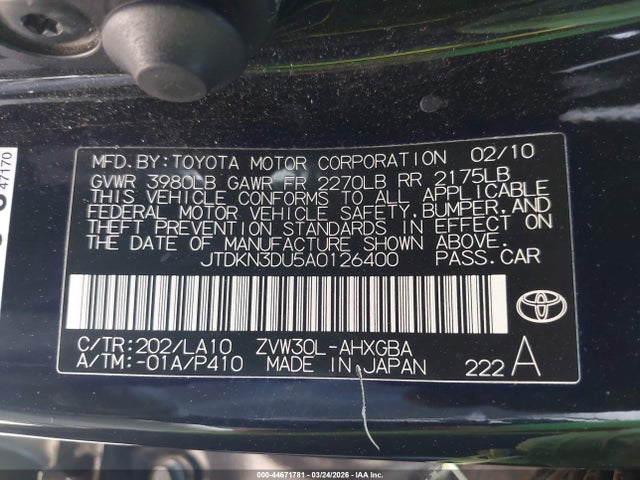 47170
MFD.BY:TOYOTA MOTOR CORPORATION 02/10
GVWR 3980LB GAWR FR 2270LB RR 2175LB
THIS VEHICLE CONFORMS TO ALL APPLICABLE
FEDERAL MOTOR VEHICLE SAFETY,BUMPER,AND
THEFT PREVENTION STANDARDS IN EFFECT ON
THE DATE OF MANUFACTURE SHOWN ABOVE.
JTDKN3DU5A0126400 PASS.CAR
C/TR:202/LA10 ZVW30L-AHXGBA
A/TM:-01A/P410 MADE IN JAPAN 222 A
000-44671781 - 03/24/2026 - IAA Inc.